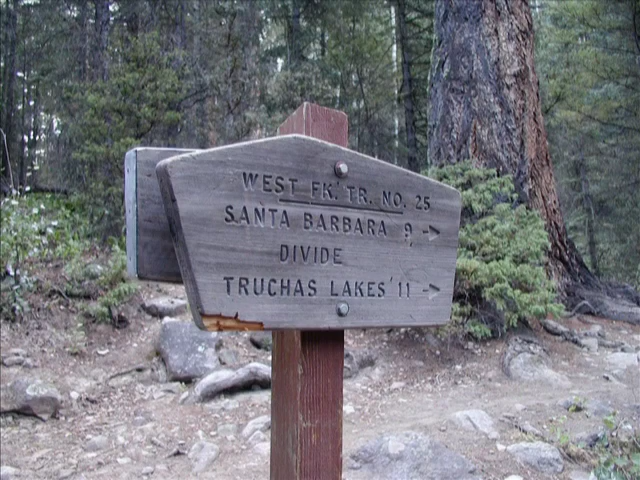 WEST FK. TR. NO. 25
SANTA BARBARA 9 →
DIVIDE
TRUCHAS LAKES 11 →